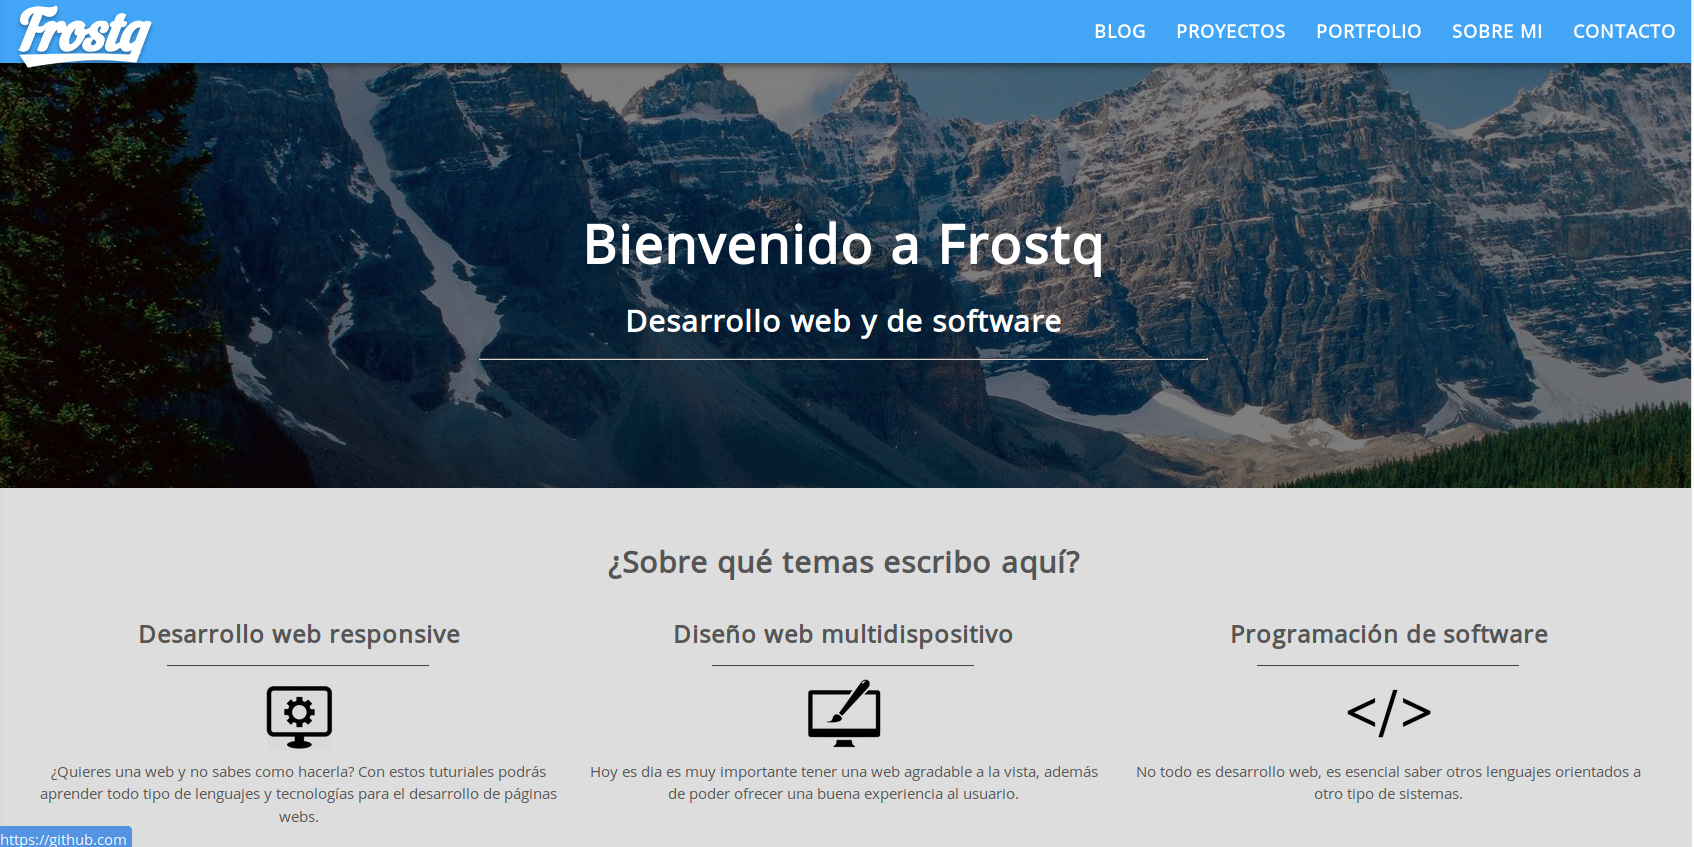 Frostq
BLOG PROYECTOS PORTFOLIO SOBRE MI CONTACTO
Bienvenido a Frostq
Desarrollo web y de software
¿Sobre qué temas escribo aquí?
Desarrollo web responsive
¿Quieres una web y no sabes como hacerla? Con estos tuturiales podrás
aprender todo tipo de lenguajes y tecnologías para el desarrollo de páginas
webs.
Diseño web multidispositivo
Hoy es dia es muy importante tener una web agradable a la vista, además
de poder ofrecer una buena experiencia al usuario.
Programación de software
</>
No todo es desarrollo web, es esencial saber otros lenguajes orientados a
otro tipo de sistemas.
https://github.com